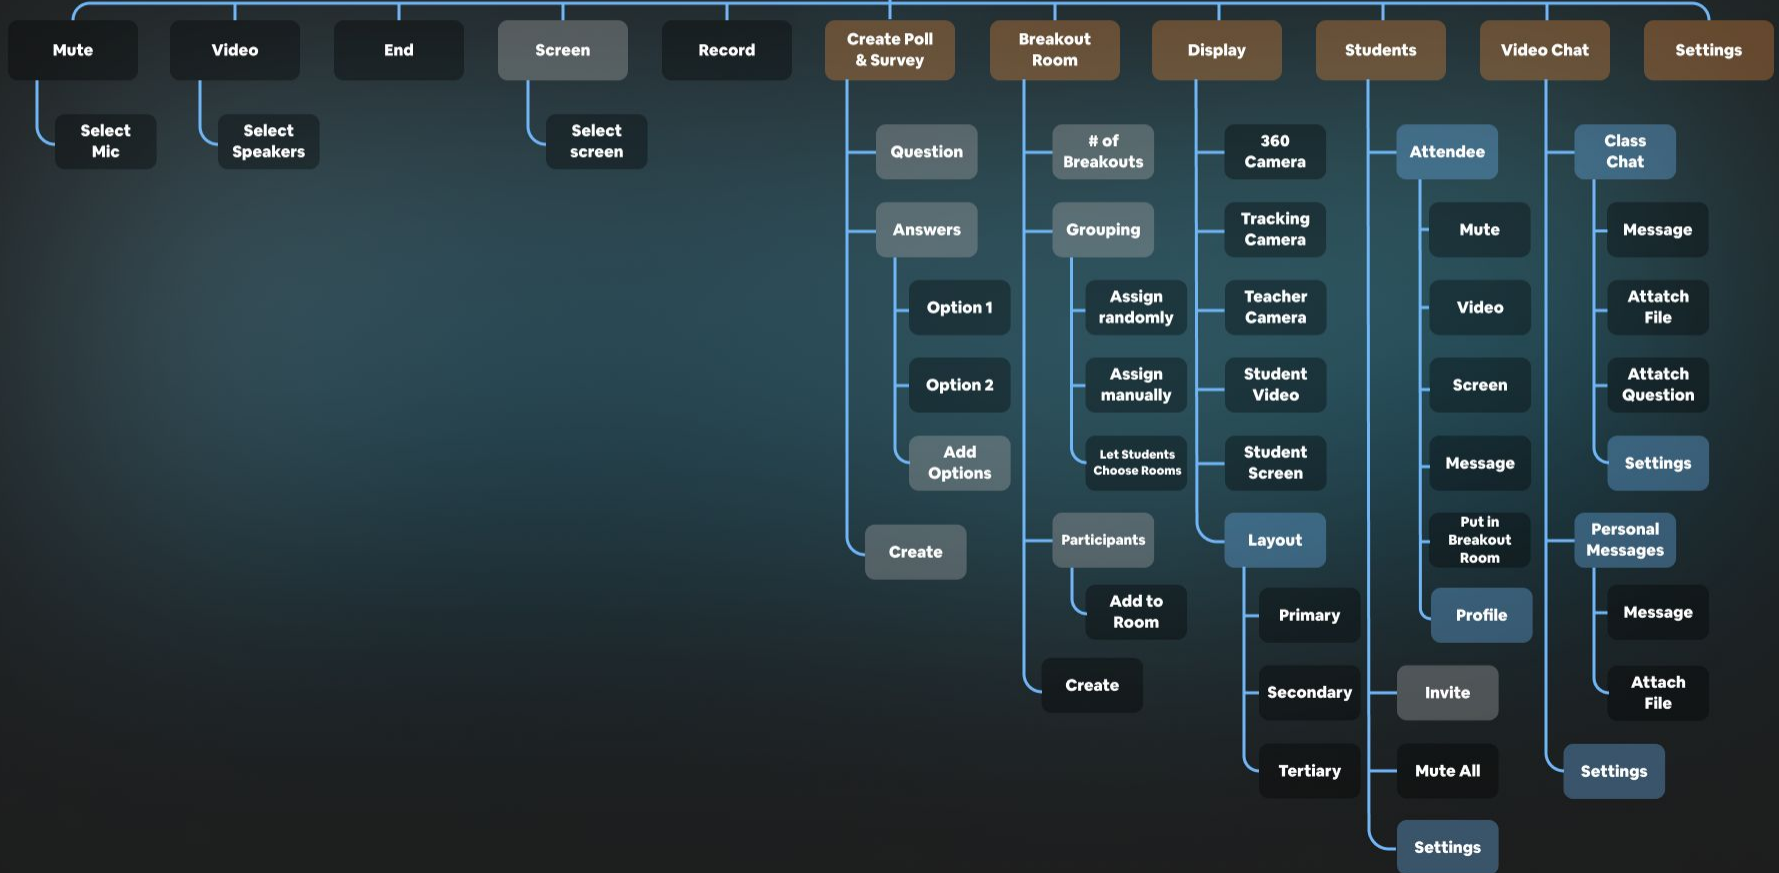 Mute
Video
End
Screen
Record
Create Poll
& Survey
Breakout
Room
Display
Students
Video Chat
Settings
Select
Mic
Select
Speakers
Select
screen
Question
Answers
Option 1
Option 2
Add
Options
Create
# of
Breakouts
Grouping
Assign
randomly
Assign
manually
Let Students
Choose Rooms
Participants
Add to
Room
Create
360
Camera
Tracking
Camera
Teacher
Camera
Student
Video
Student
Screen
Layout
Primary
Secondary
Tertiary
Attendee
Mute
Video
Screen
Message
Put in
Breakout
Room
Profile
Invite
Mute All
Settings
Class
Chat
Message
Attatch
File
Attatch
Question
Settings
Personal
Messages
Message
Attach
File
Settings